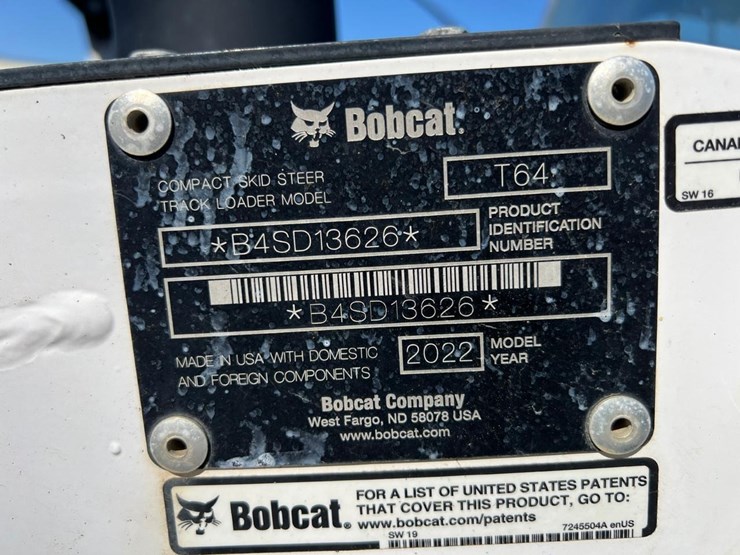 Bobcat.
COMPACT SKID STEER
TRACK LOADER MODEL
T64
*B4SD13626*
PRODUCT
IDENTIFICATION
NUMBER
*B4SD13626*
MADE IN USA WITH DOMESTIC
AND FOREIGN COMPONENTS
2022
MODEL
YEAR
Bobcat Company
West Fargo, ND 58078 USA
www.bobcat.com
SW 16
Bobcat.
FOR A LIST OF UNITED STATES PATENTS
THAT COVER THIS PRODUCT, GO TO:
www.bobcat.com/patents
SW 19
7245504A enUS